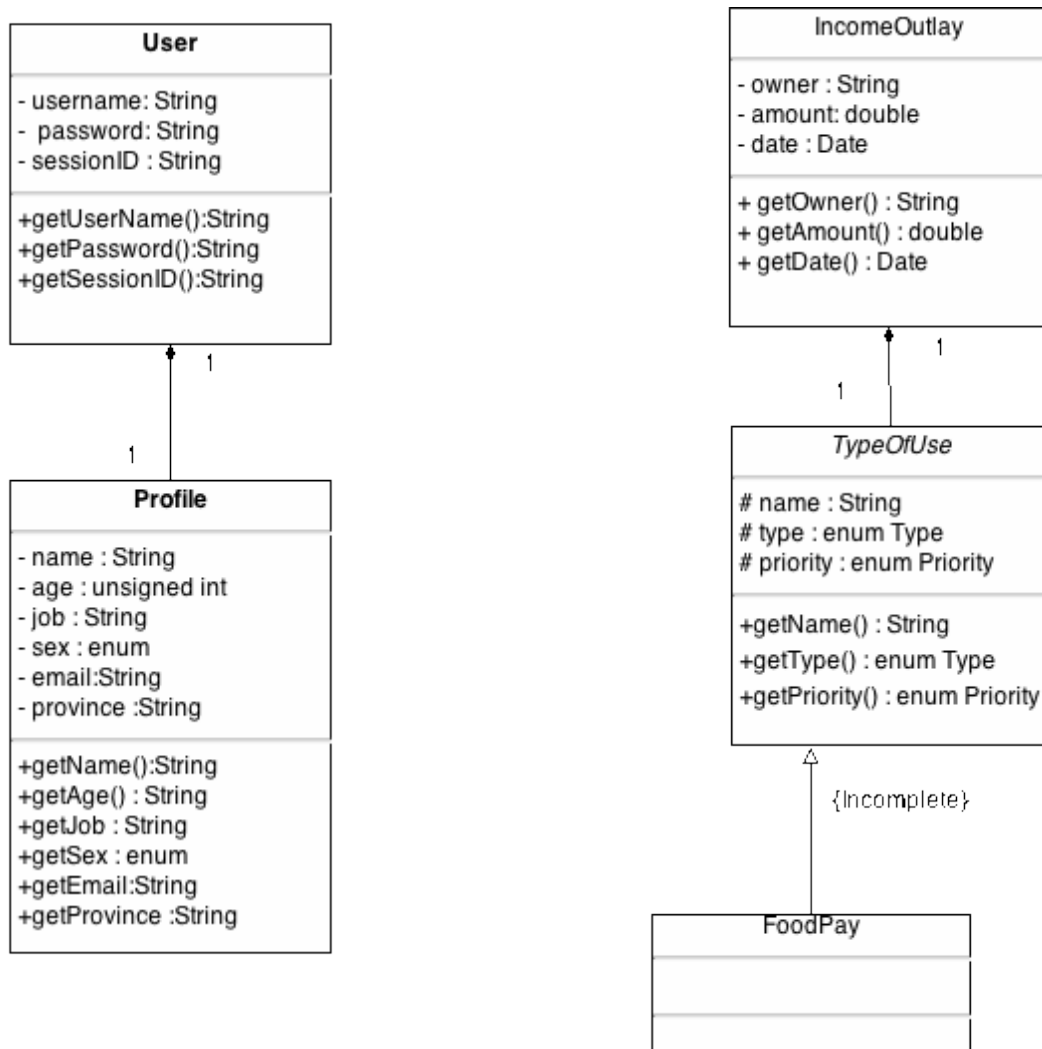 User
- username: String
-  password: String
- sessionID : String
+getUserName():String
+getPassword():String
+getSessionID():String
1
1
Profile
- name : String
- age : unsigned int
- job : String
- sex : enum
- email:String
- province :String
+getName():String
+getAge() : String
+getJob : String
+getSex : enum
+getEmail:String
+getProvince :String
IncomeOutlay
- owner : String
- amount: double
- date : Date
+ getOwner() : String
+ getAmount() : double
+ getDate() : Date
1
1
TypeOfUse
# name : String
# type : enum Type
# priority : enum Priority
+getName() : String
+getType() : enum Type
+getPriority() : enum Priority
{Incomplete}
FoodPay